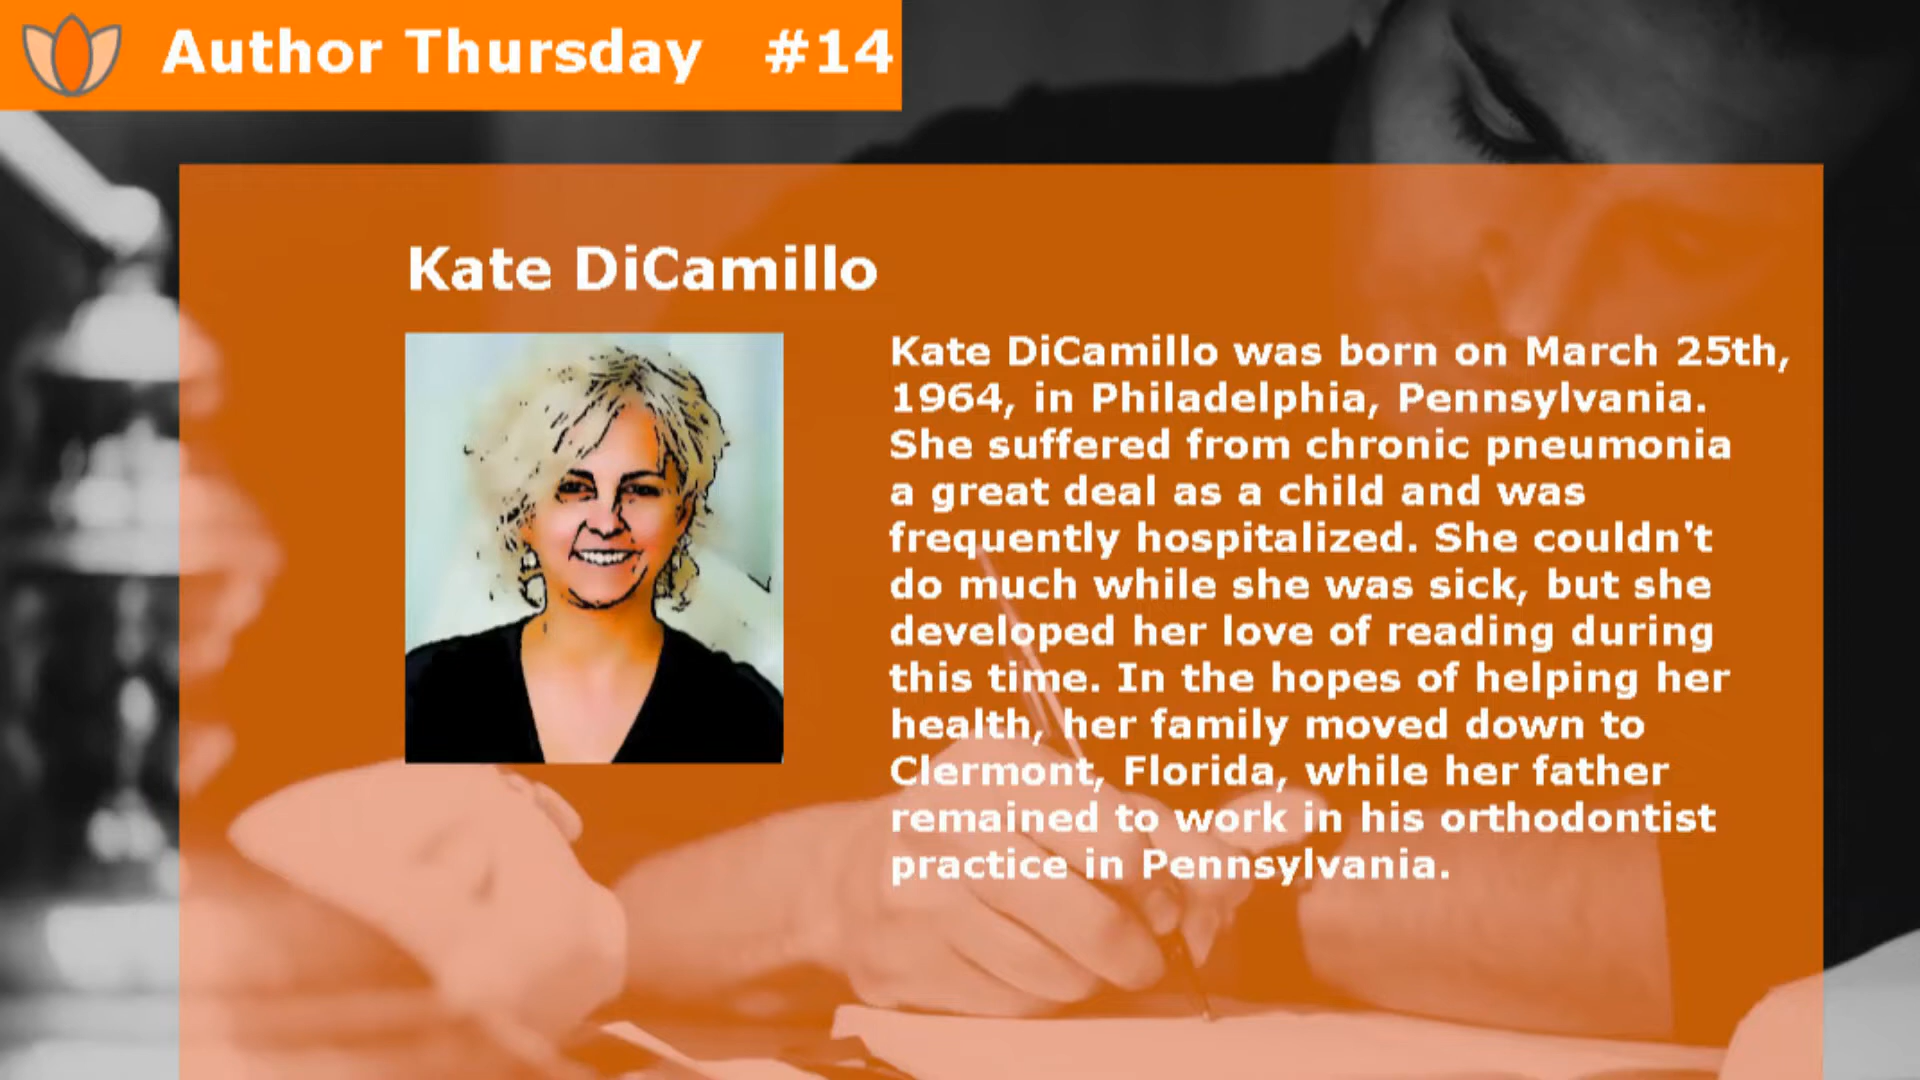 Author Thursday #14
Kate DiCamillo
Kate DiCamillo was born on March 25th,
1964, in Philadelphia, Pennsylvania.
She suffered from chronic pneumonia
a great deal as a child and was
frequently hospitalized. She couldn't
do much while she was sick, but she
developed her love of reading during
this time. In the hopes of helping her
health, her family moved down to
Clermont, Florida, while her father
remained to work in his orthodontist
practice in Pennsylvania.